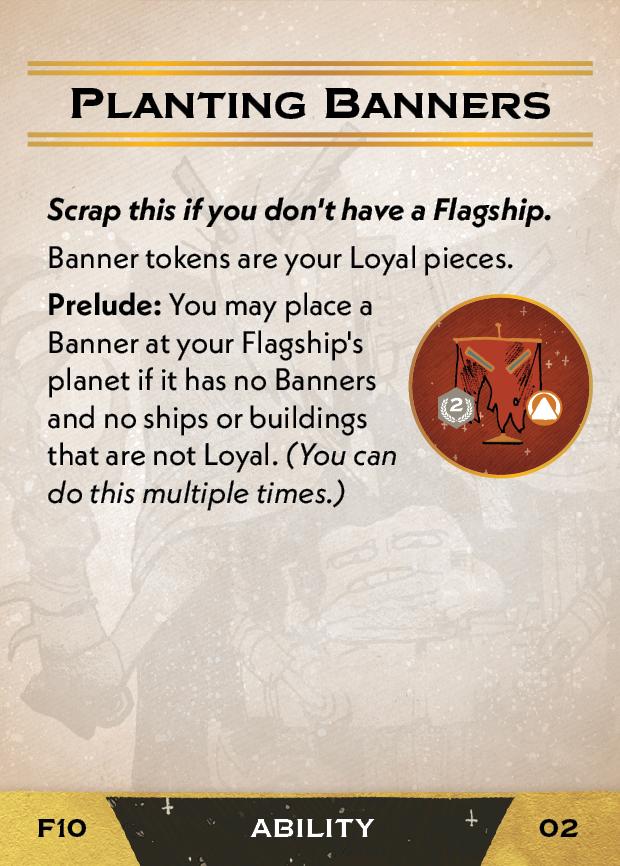 Planting Banners
Scrap this if you don't have a Flagship.
Banner tokens are your Loyal pieces.
Prelude: You may place a
Banner at your Flagship's
planet if it has no Banners
and no ships or buildings
that are not Loyal. (You can
do this multiple times.)
2
F10 ABILITY 02